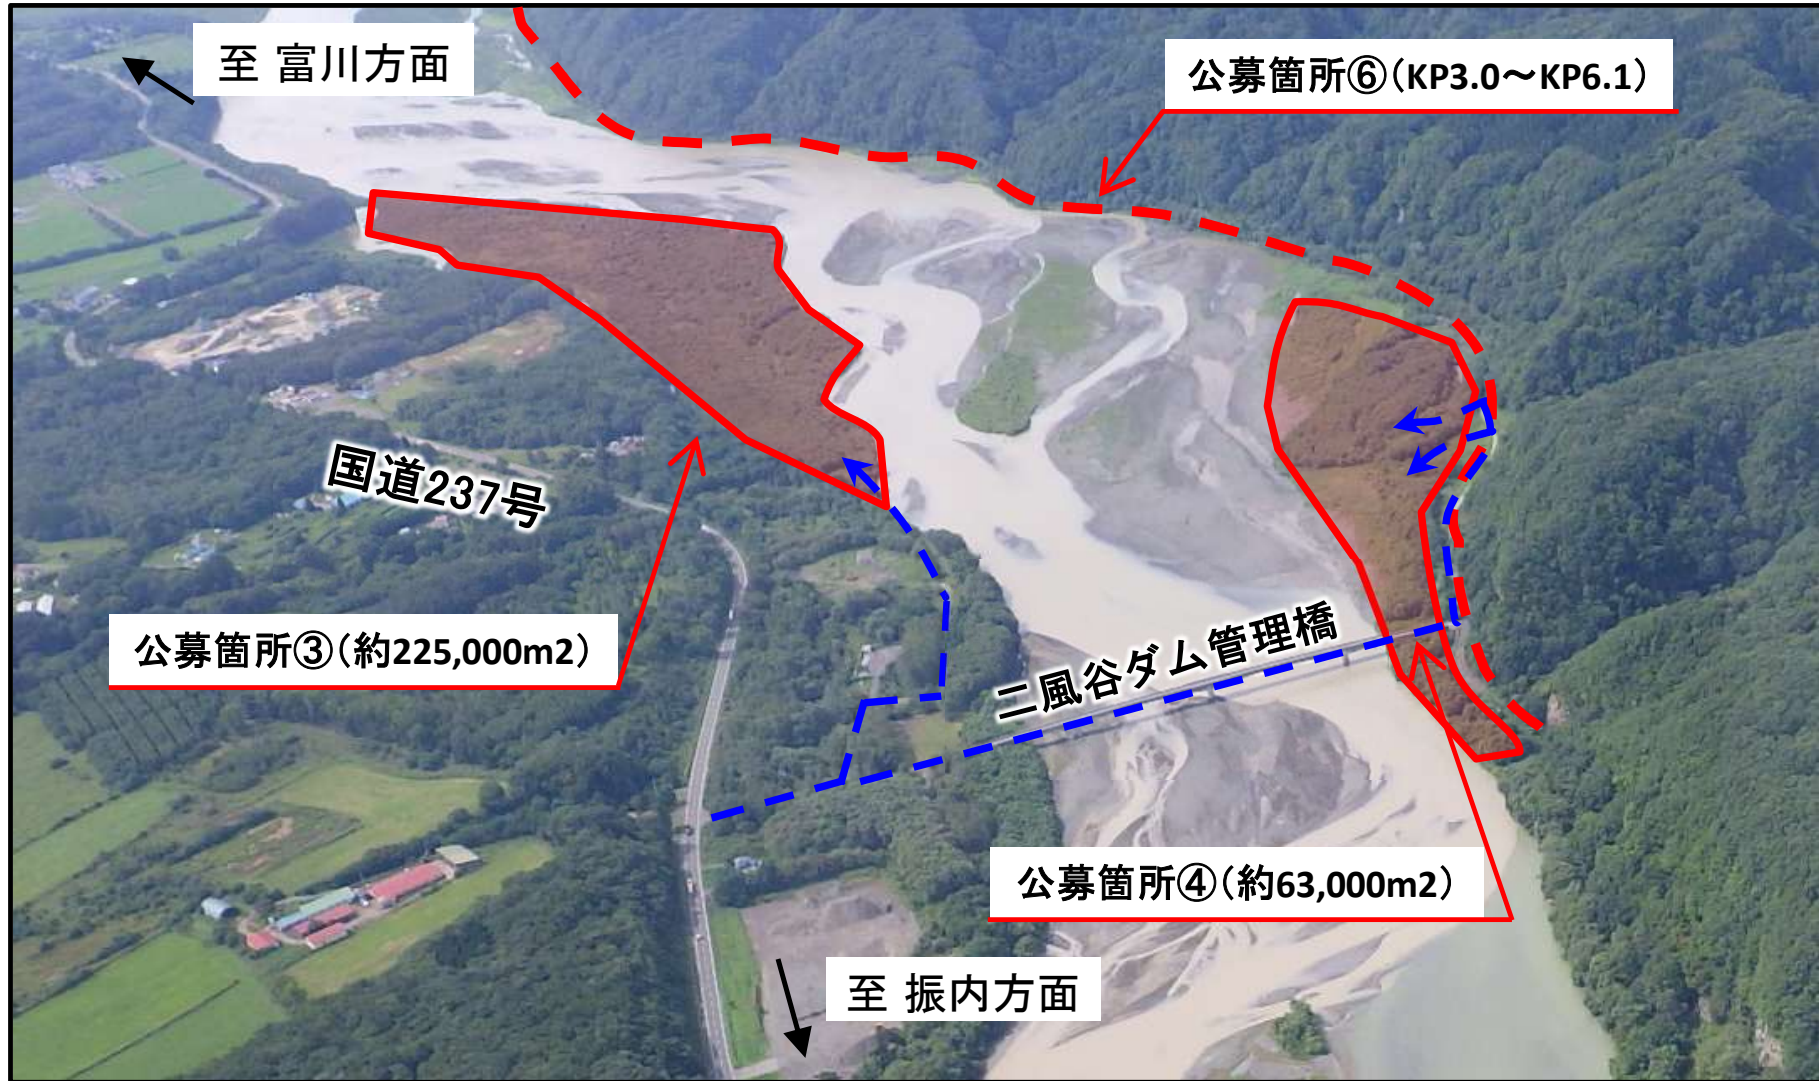 至 富川方面
公募箇所⑥(KP3.0～KP6.1)
国道237号
公募箇所③(約225,000m2)
二風谷ダム管理橋
公募箇所④(約63,000m2)
至 振内方面